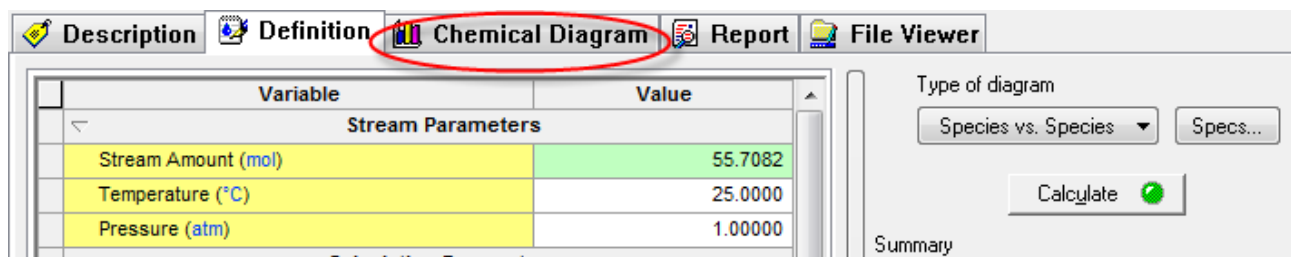 Description Definition Chemical Diagram Report File Viewer
Variable Value
Stream Parameters
Stream Amount (mol) 55.7082
Temperature (°C) 25.0000
Pressure (atm) 1.00000
Type of diagram
Species vs. Species Specs...
Calculate
Summary